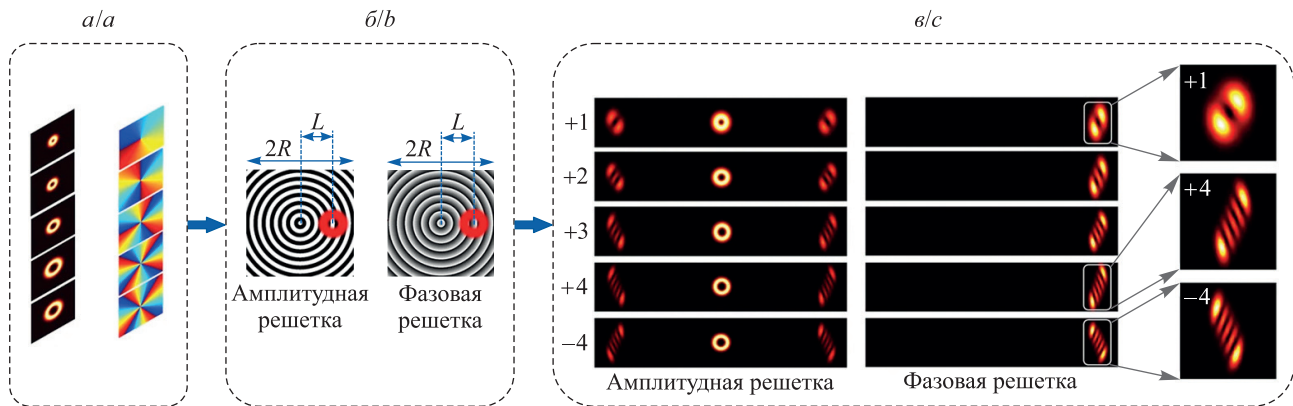 а/a
б/b
в/c
L
L
2R
2R
Амплитудная
решетка
Фазовая
решетка
+1
+2
+3
+4
−4
Амплитудная решетка
Фазовая решетка
+1
+4
−4